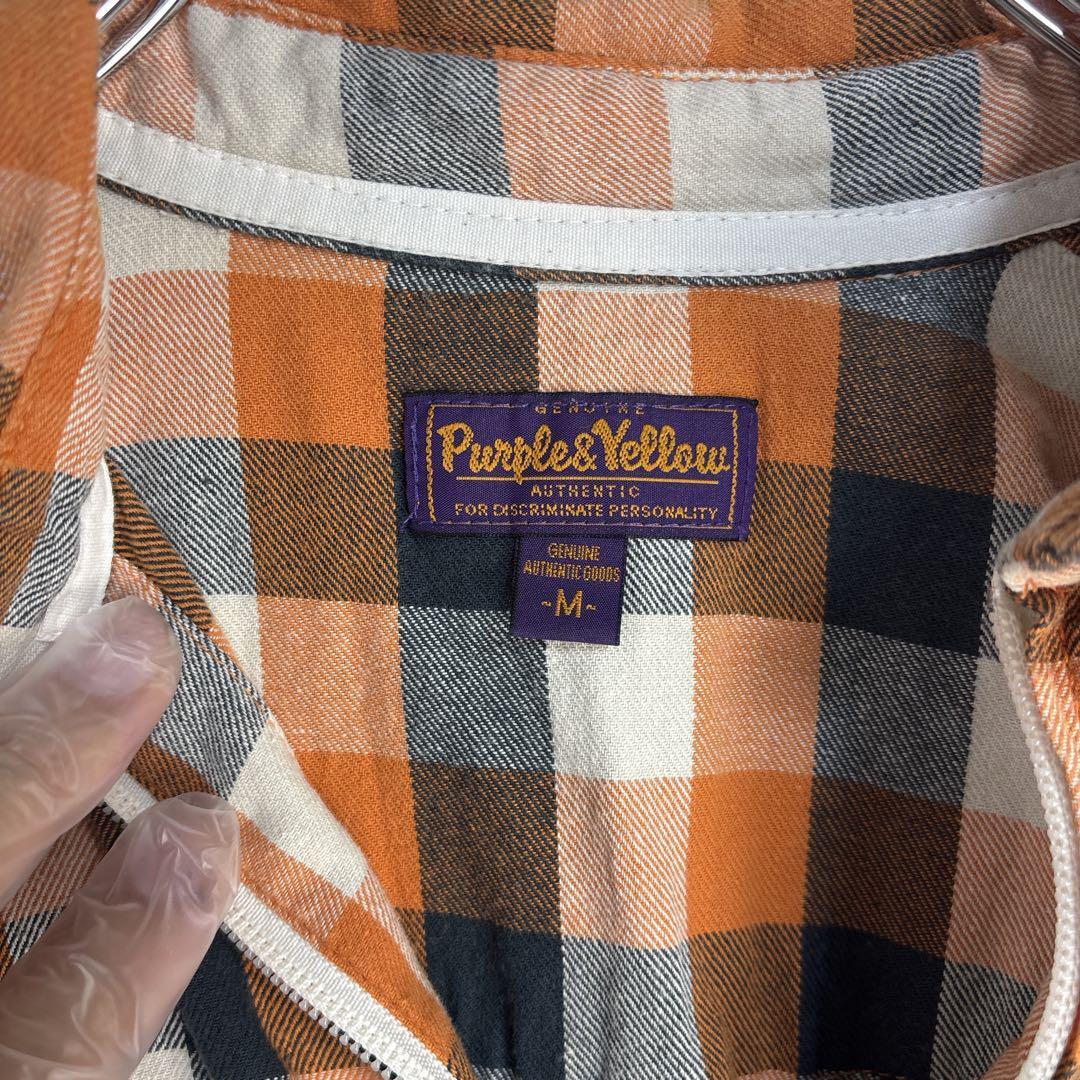 GENUINE
Purple&Yellow
AUTHENTIC
FOR DISCRIMINATE PERSONALITY
GENUINE
AUTHENTIC GOODS
~M~